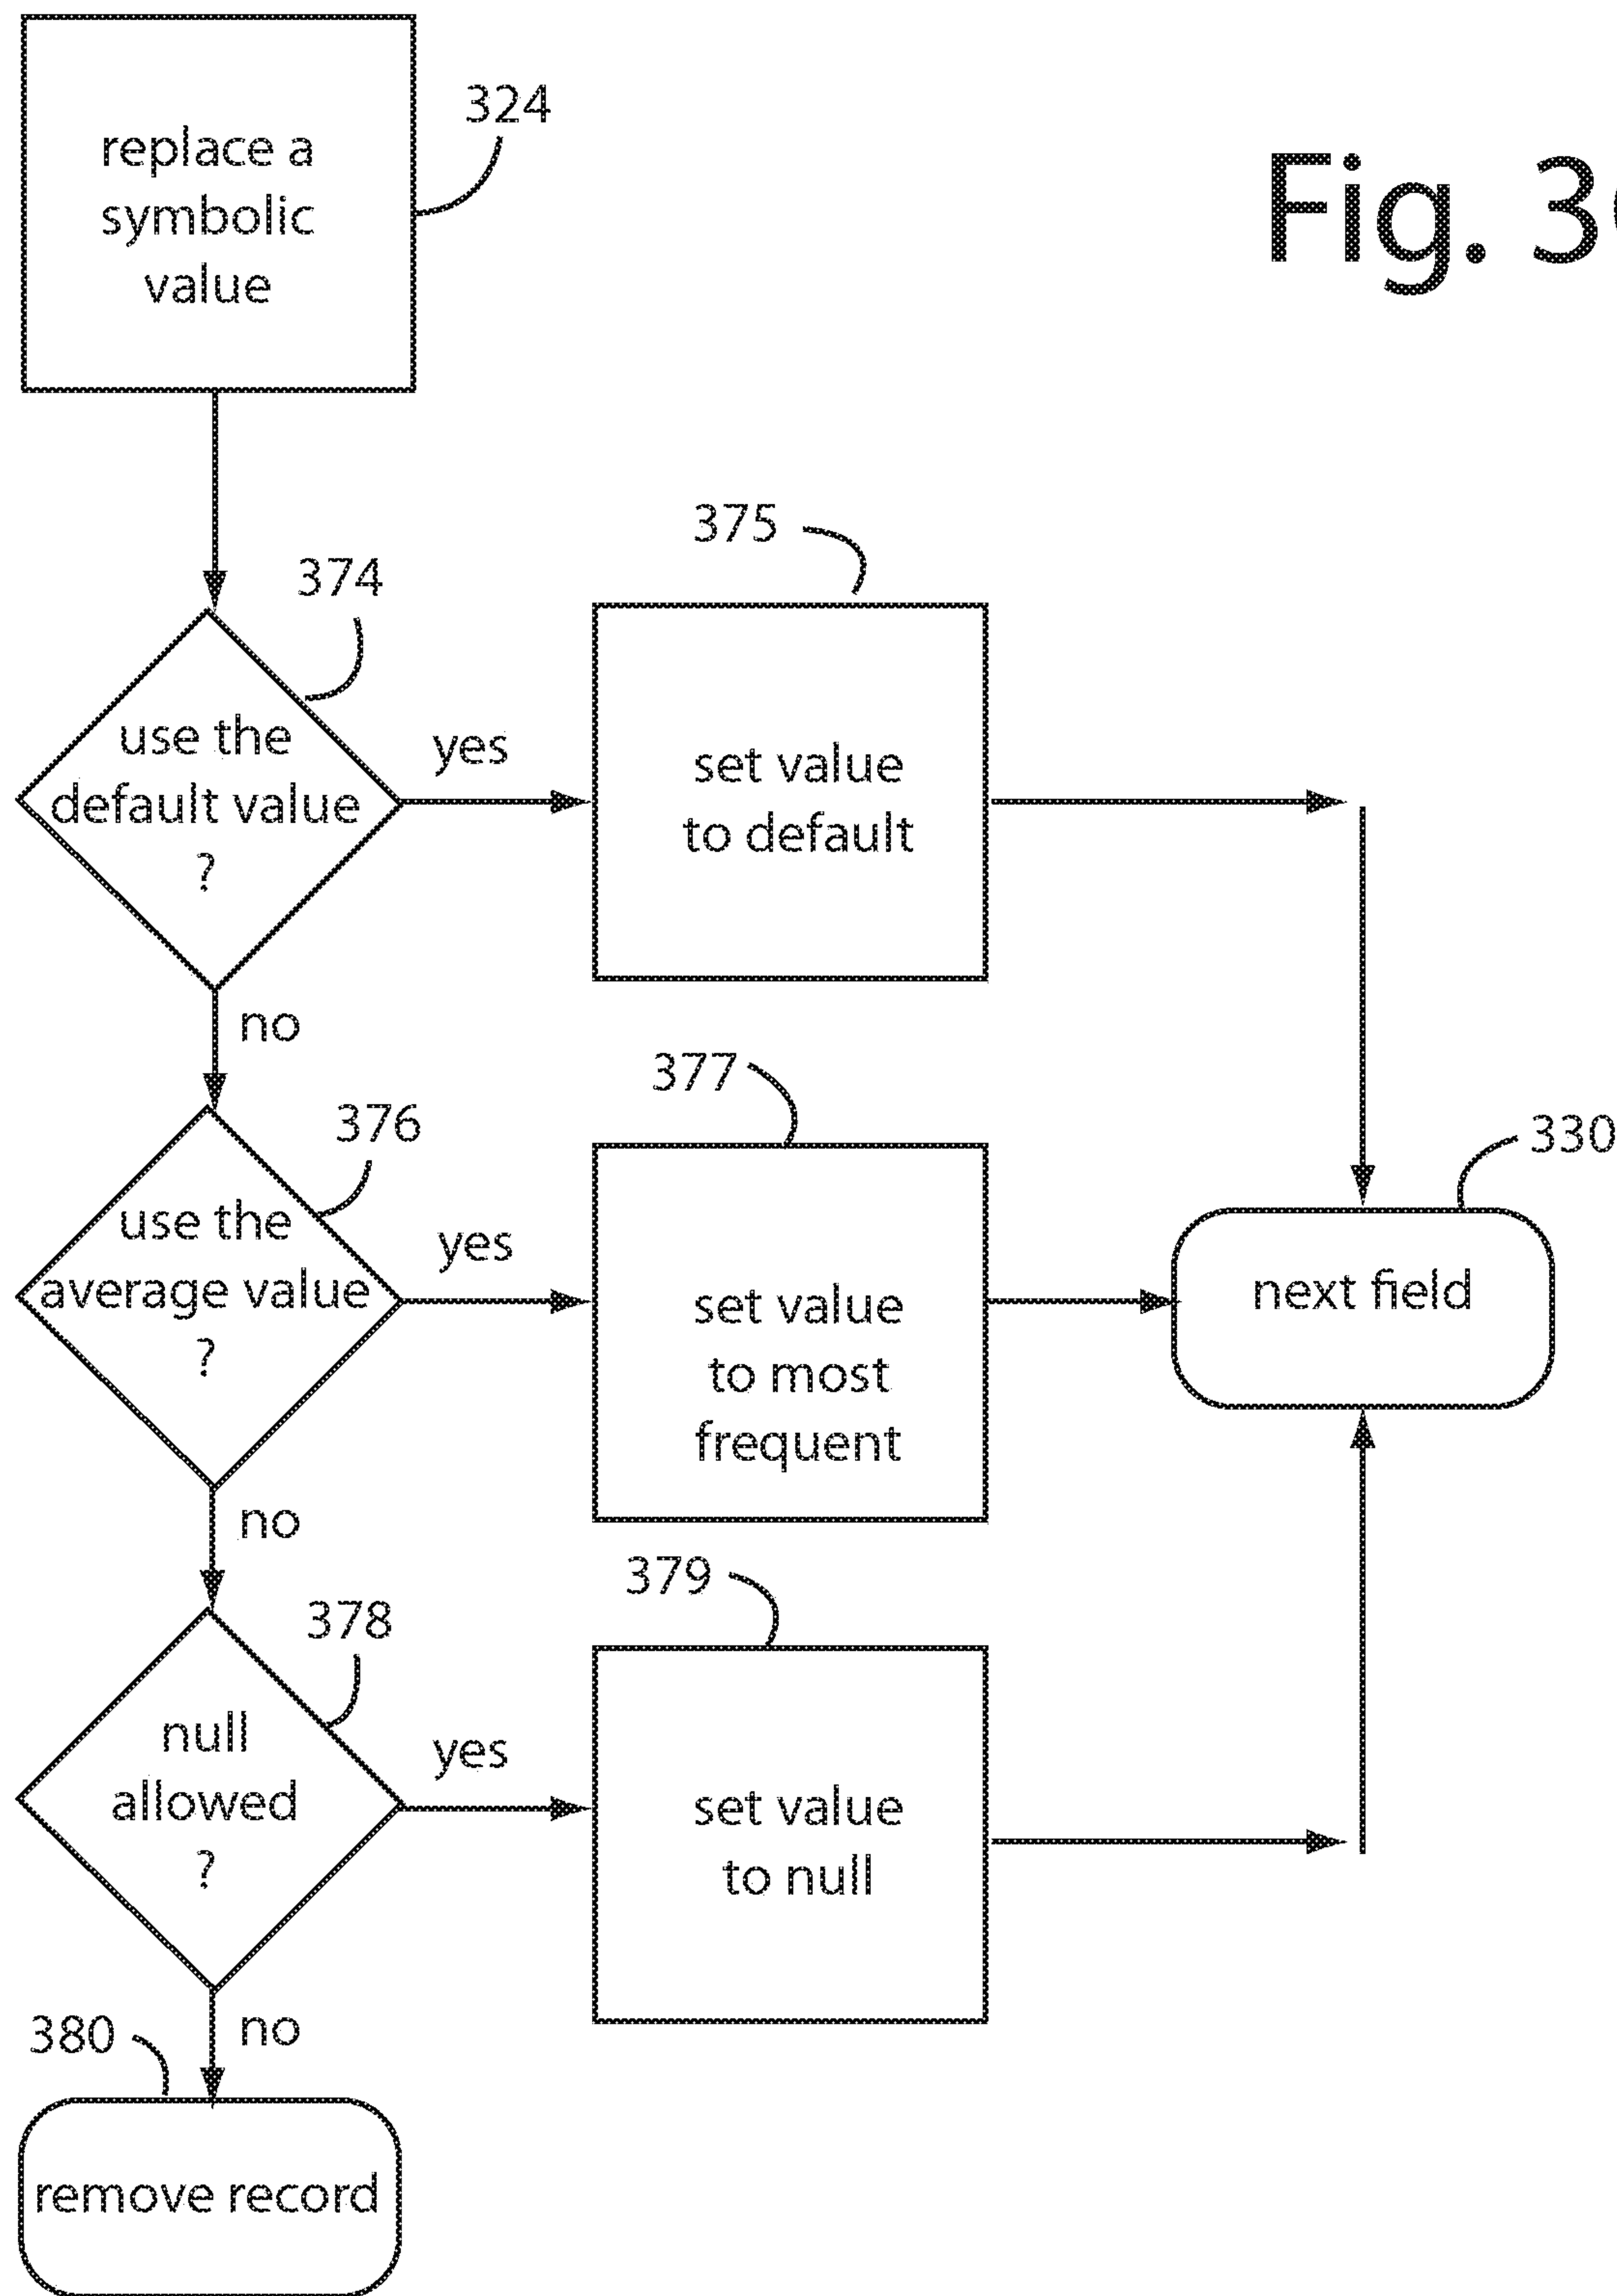 324
replace a
symbolic
value
Fig. 3
375
374
use the
default value
?
yes
set value
to default
no
377
376
use the
average value
?
yes
set value
to most
frequent
330
next field
no
379
378
null
allowed
?
yes
set value
to null
380
no
remove record